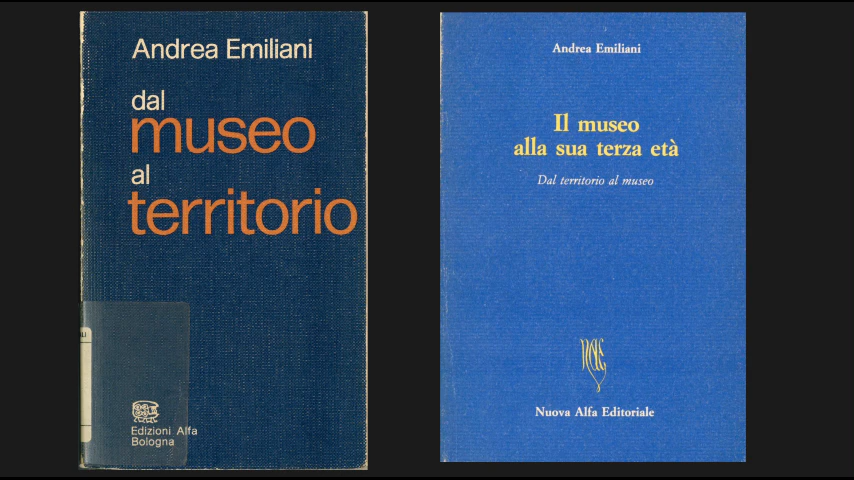 Andrea Emiliani
dal
museo
al
territorio
Edizioni Alfa
Bologna
Andrea Emiliani
Il museo
alla sua terza età
Dal territorio al museo
Nuova Alfa Editoriale